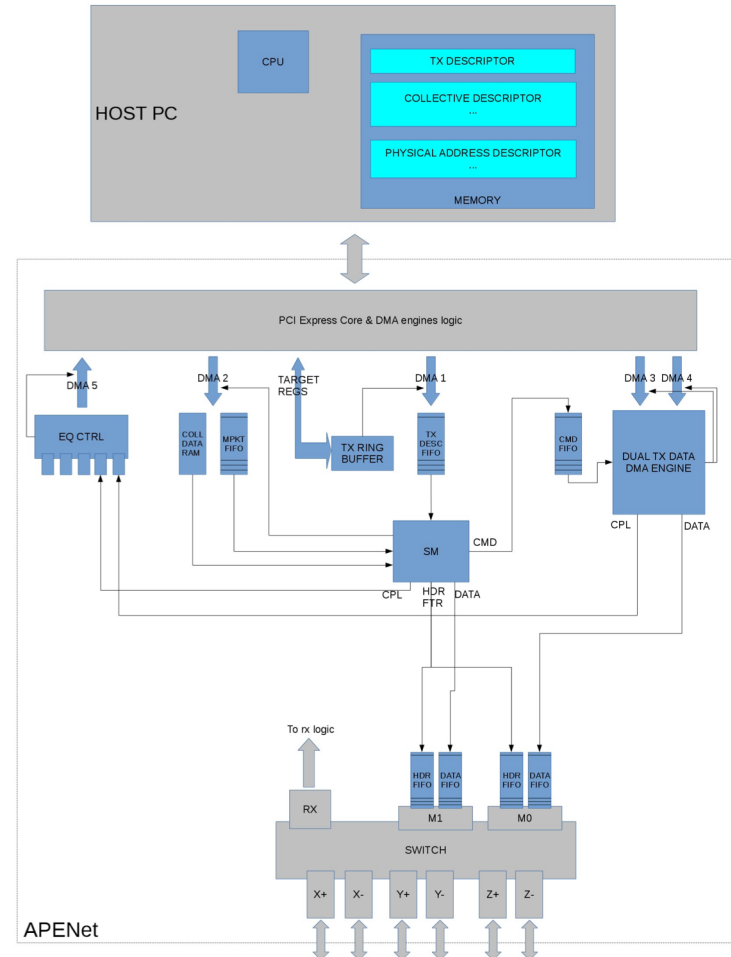 CPU
TX DESCRIPTOR
COLLECTIVE DESCRIPTOR
...
HOST PC
PHYSICAL ADDRESS DESCRIPTOR
...
MEMORY
PCI Express Core & DMA engines logic
DMA 5
DMA 2
TARGET
REGS
DMA 1
DMA 3
DMA 4
EQ CTRL
COLL
DATA
RAM
MPKT
FIFO
TX RING
BUFFER
TX
DESC
FIFO
CMD
FIFO
DUAL TX DATA
DMA ENGINE
SM
CMD
CPL
DATA
CPL
HDR
FTR
DATA
To rx logic
RX
HDR
FIFO
DATA
FIFO
HDR
FIFO
DATA
FIFO
M1
M0
SWITCH
X+
X-
Y+
Y-
Z+
Z-
APENet